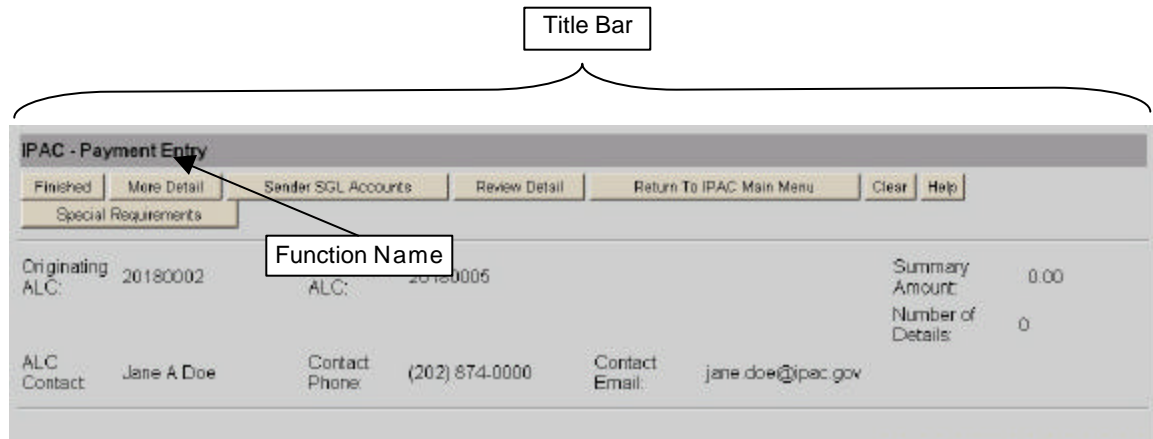 Title Bar
IPAC - Payment Entry
Finished More Detail Sender SGL Accounts Review Detail Return To IPAC Main Menu Clear Help
Special Requirements
Function Name
Originating ALC: 20180002 ALC: 20180005 Summary Amount: 0.00
Number of Details: 0
ALC Contact: Jane A Doe Contact Phone: (202) 874-0000 Contact Email: jane.doe@ipac.gov